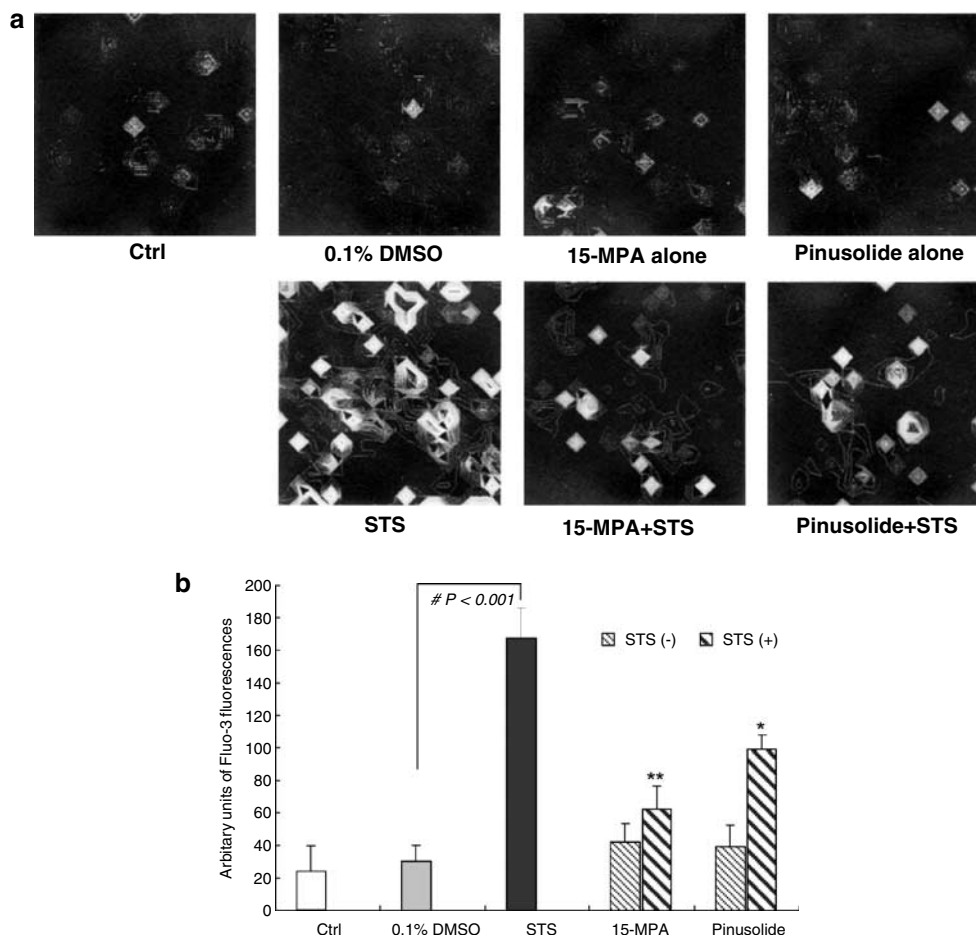 a
Ctrl
0.1% DMSO
15-MPA alone
Pinusolide alone
STS
15-MPA+STS
Pinusolide+STS
b
Arbitary units of Fluo-3 fluorescences
200
180
160
140
120
100
80
60
40
20
0
# P < 0.001
STS (-)
STS (+)
**
*
Ctrl
0.1% DMSO
STS
15-MPA
Pinusolide